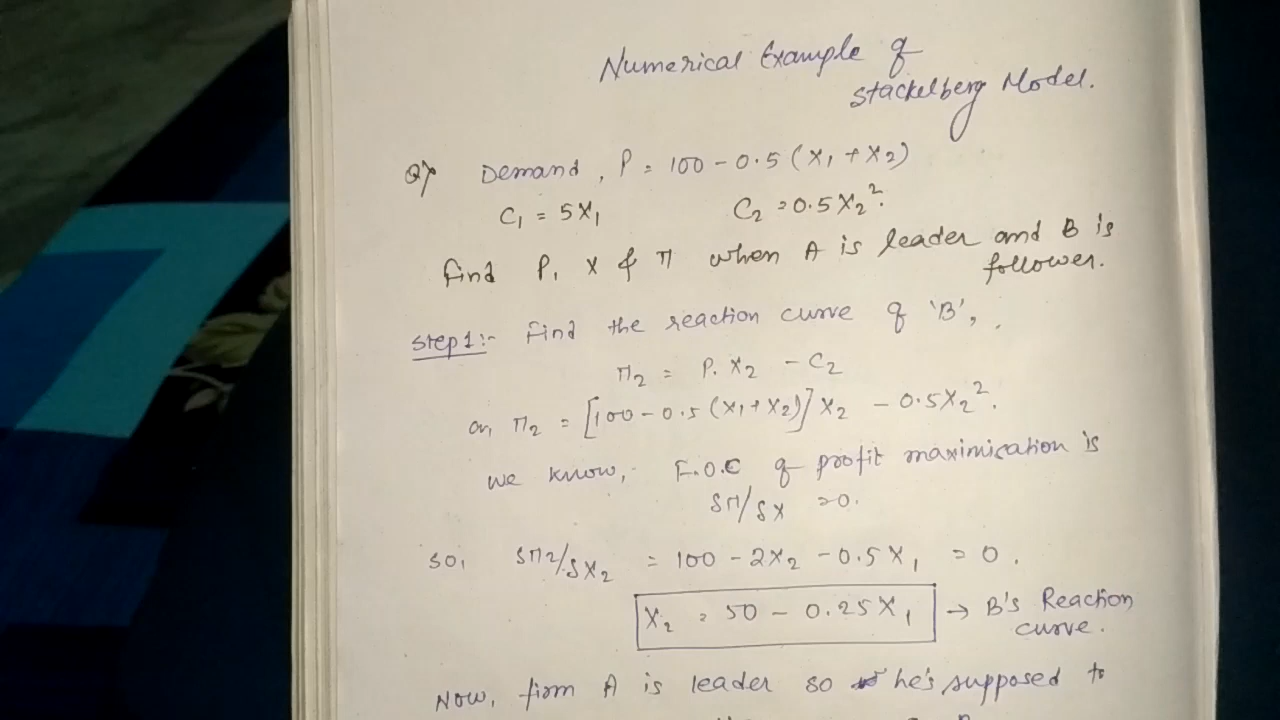 Numerical Example of
Stackelberg Model.
Q) Demand, P = 100 - 0.5 (X₁ + X₂)
C₁ = 5X₁ C₂ = 0.5X₂².
Find P, X & π when A is leader and B is
follower.
Step 1:- Find the reaction curve of 'B',
π₂ = P. X₂ - C₂
or, π₂ = [100 - 0.5 (X₁ + X₂)] X₂ - 0.5X₂².
we know, F.O.C of profit maximication is
δπ/δX = 0.
So, δπ₂/δX₂ = 100 - 2X₂ - 0.5X₁ = 0.
X₂ = 50 - 0.25X₁ → B's Reaction
curve.
Now, firm A is leader so he's supposed to